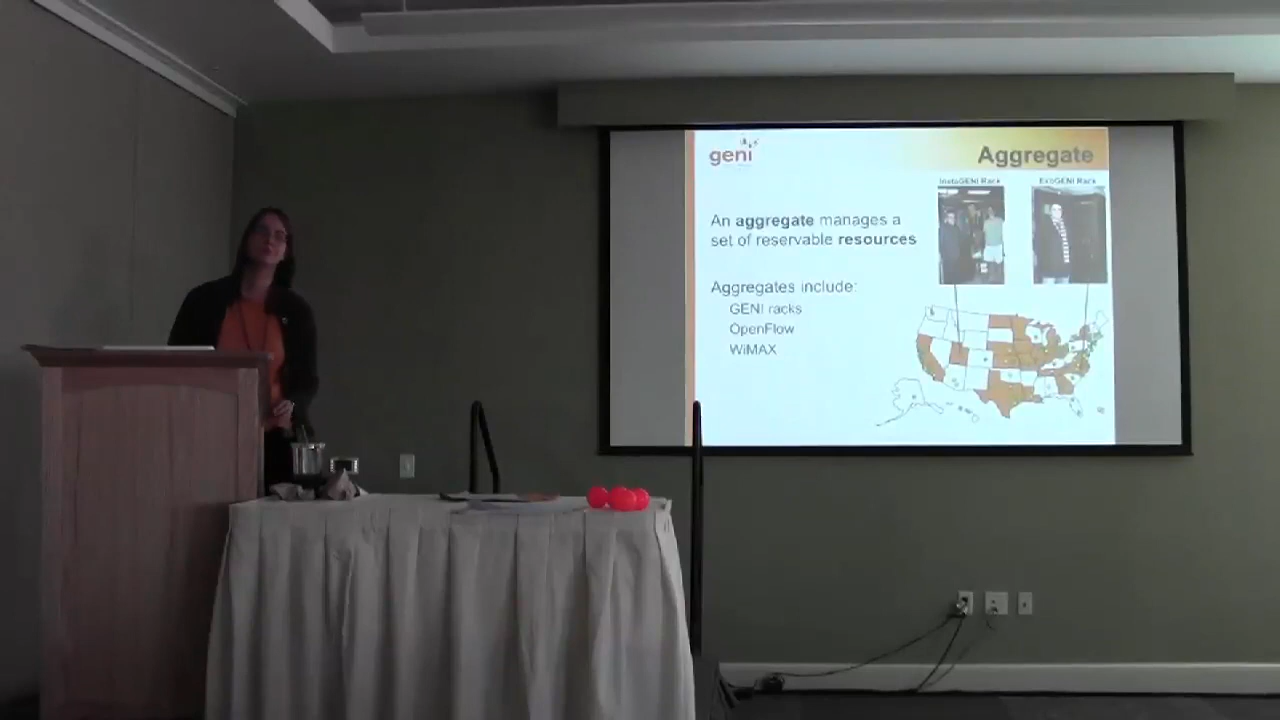 geni
Aggregate
InstaGENI Rack
ExoGENI Rack
An aggregate manages a
set of reservable resources
Aggregates include:
GENI racks
OpenFlow
WiMAX